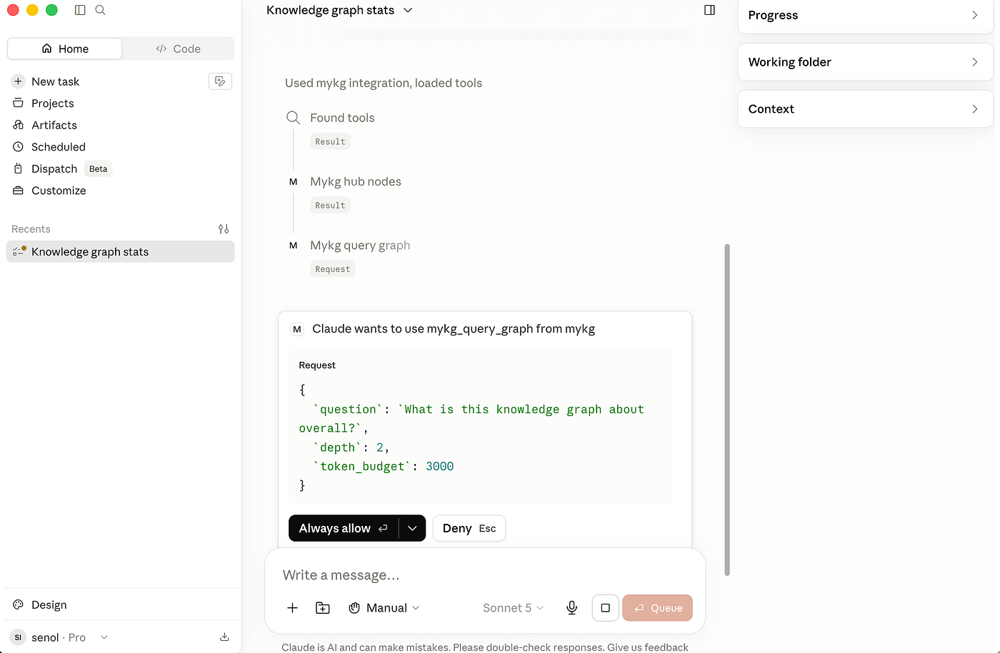 Home
Code
New task
Projects
Artifacts
Scheduled
Dispatch Beta
Customize
Recents
Knowledge graph stats
Design
SI senol · Pro
Knowledge graph stats
Used mykg integration, loaded tools
Found tools
Result
M Mykg hub nodes
Result
M Mykg query graph
Request
M Claude wants to use mykg_query_graph from mykg
Request
{
`question`: `What is this knowledge graph about
overall?`,
`depth`: 2,
`token_budget`: 3000
}
Always allow
Deny Esc
Write a message...
Manual
Sonnet 5
Queue
Claude is AI and can make mistakes. Please double-check responses. Give us feedback
Progress
Working folder
Context